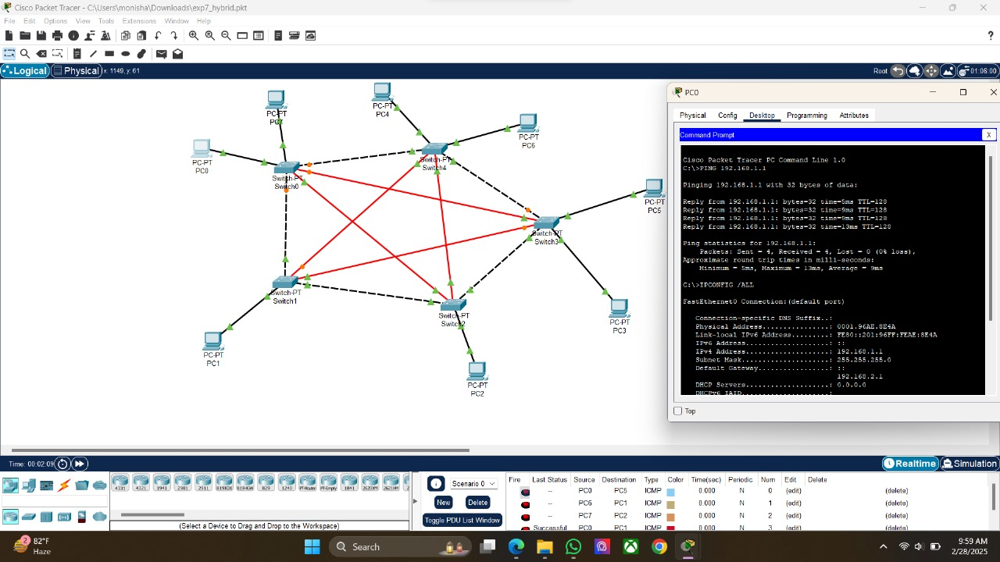 Cisco Packet Tracer - C:\Users\monisha\Downloads\exp7_hybrid.pkt
File Edit Options View Tools Extensions Window Help
Logical Physical x: 1149, y: 61
Root 01:06:00
PC-PT
PC4
PC-PT
PC-PT
PC6
PC-PT
PC0
Switch-PT
Switch4
Switch-PT
Switch0
PC-PT
PC5
Switch-PT
Switch3
Switch-PT
Switch1
Switch-PT
PC-PT
PC3
PC-PT
PC1
PC-PT
PC2
PC0
Physical Config Desktop Programming Attributes
Command Prompt X
Cisco Packet Tracer PC Command Line 1.0
C:\>PING 192.168.1.1
Pinging 192.168.1.1 with 32 bytes of data:
Reply from 192.168.1.1: bytes=32 time=5ms TTL=128
Reply from 192.168.1.1: bytes=32 time=9ms TTL=128
Reply from 192.168.1.1: bytes=32 time=9ms TTL=128
Reply from 192.168.1.1: bytes=32 time=13ms TTL=128
Ping statistics for 192.168.1.1:
Packets: Sent = 4, Received = 4, Lost = 0 (0% loss),
Approximate round trip times in milli-seconds:
Minimum = 5ms, Maximum = 13ms, Average = 9ms
C:\>IPCONFIG /ALL
FastEthernet0 Connection:(default port)
Connection-specific DNS Suffix..:
Physical Address................: 0001.96AE.8E4A
Link-local IPv6 Address.........: FE80::201:96FF:FEAE:8E4A
IPv6 Address....................: ::
IPv4 Address....................: 192.168.1.1
Subnet Mask.....................: 255.255.255.0
Default Gateway.................: ::
192.168.2.1
DHCP Servers....................: 0.0.0.0
DHCPv6 IAID.....................:
Top
Time: 00:02:09
Realtime Simulation
4331 4321 1941 2901 2911 819IOX 819HGW 829 1240 PT-Router PT-Empty 1841 2620XM 2621XM
(Select a Device to Drag and Drop to the Workspace)
Scenario 0
New Delete
Toggle PDU List Window
Fire Last Status Source Destination Type Color Time(sec) Periodic Num Edit Delete
-- PC0 PC5 ICMP 0.000 N 0 (edit) (delete)
-- PC6 PC1 ICMP 0.000 N 1 (edit) (delete)
-- PC7 PC2 ICMP 0.000 N 2 (edit) (delete)
Successful PC0 PC1 ICMP 0.000 N 3 (edit) (delete)
2
82°F
Haze
Search
9:59 AM
2/28/2025